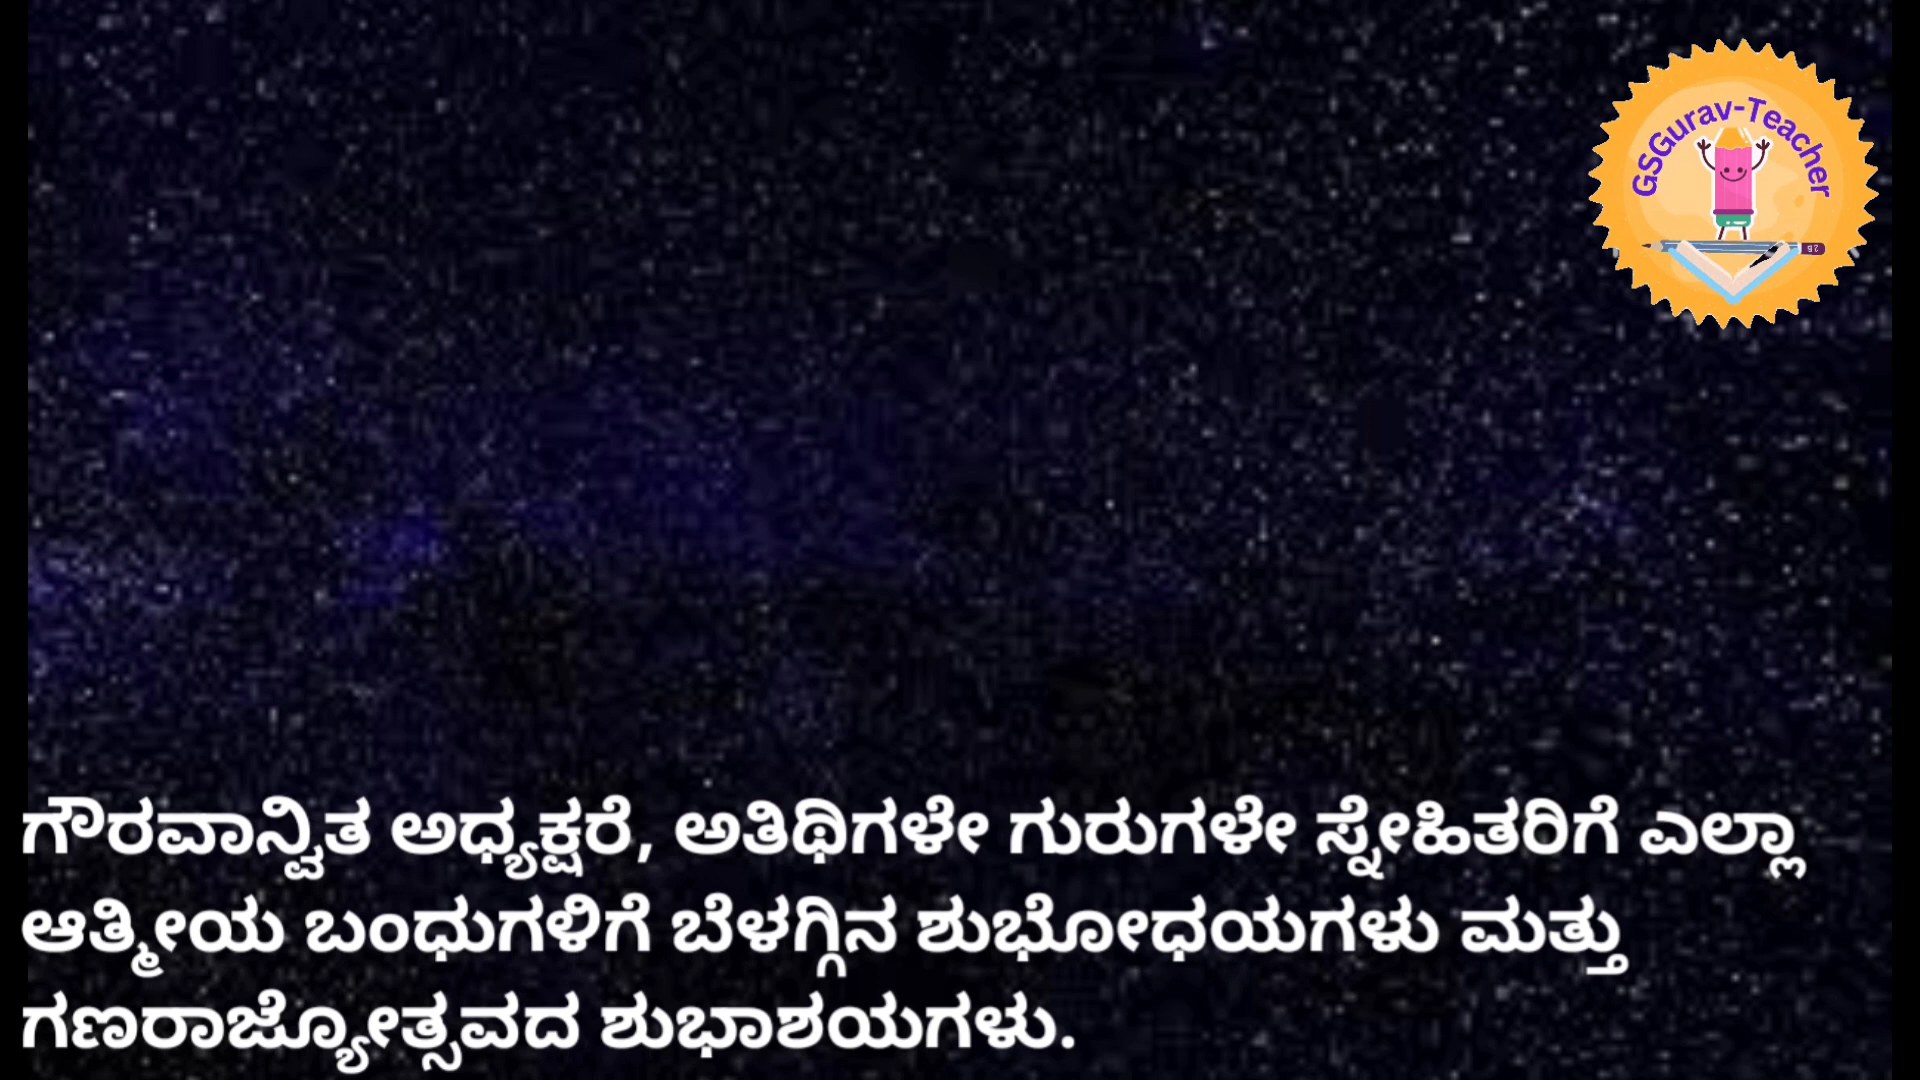 GSGurav-Teacher
2B
ಗೌರವಾನ್ವಿತ ಅಧ್ಯಕ್ಷರೆ, ಅತಿಥಿಗಳೇ ಗುರುಗಳೇ ಸ್ನೇಹಿತರಿಗೆ ಎಲ್ಲಾ
ಆತ್ಮೀಯ ಬಂಧುಗಳಿಗೆ ಬೆಳಗ್ಗಿನ ಶುಭೋಧಯಗಳು ಮತ್ತು
ಗಣರಾಜ್ಯೋತ್ಸವದ ಶುಭಾಶಯಗಳು.